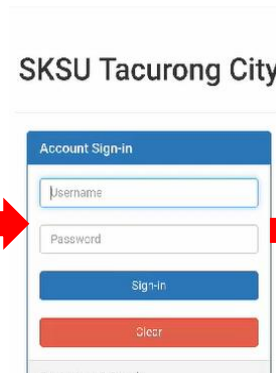 SKSU Tacurong City
Account Sign-in
Username
Password
Sign-in
Clear